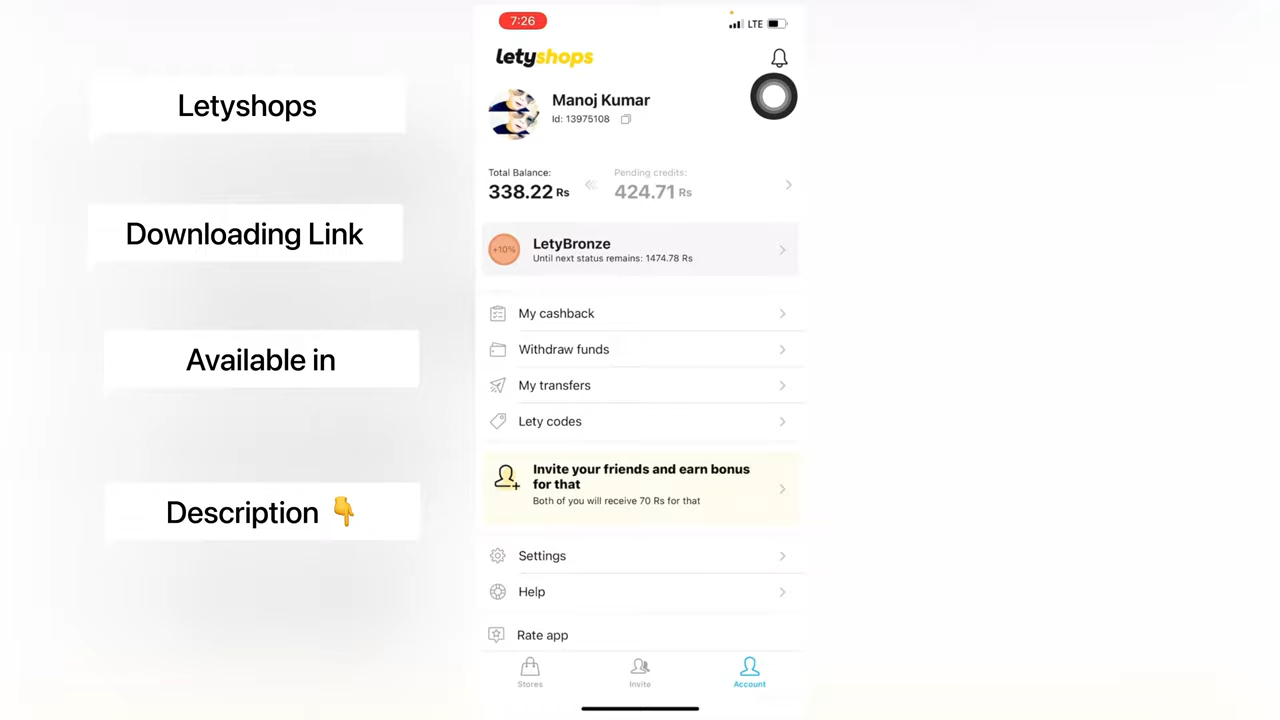 Letyshops
Downloading Link
Available in
Description 👇
7:26
LTE
letyshops
Manoj Kumar
Id: 13975108
Total Balance:
338.22 Rs
Pending credits:
424.71 Rs
+10%
LetyBronze
Until next status remains: 1474.78 Rs
My cashback
Withdraw funds
My transfers
Lety codes
Invite your friends and earn bonus
for that
Both of you will receive 70 Rs for that
Settings
Help
Rate app
Stores
Invite
Account